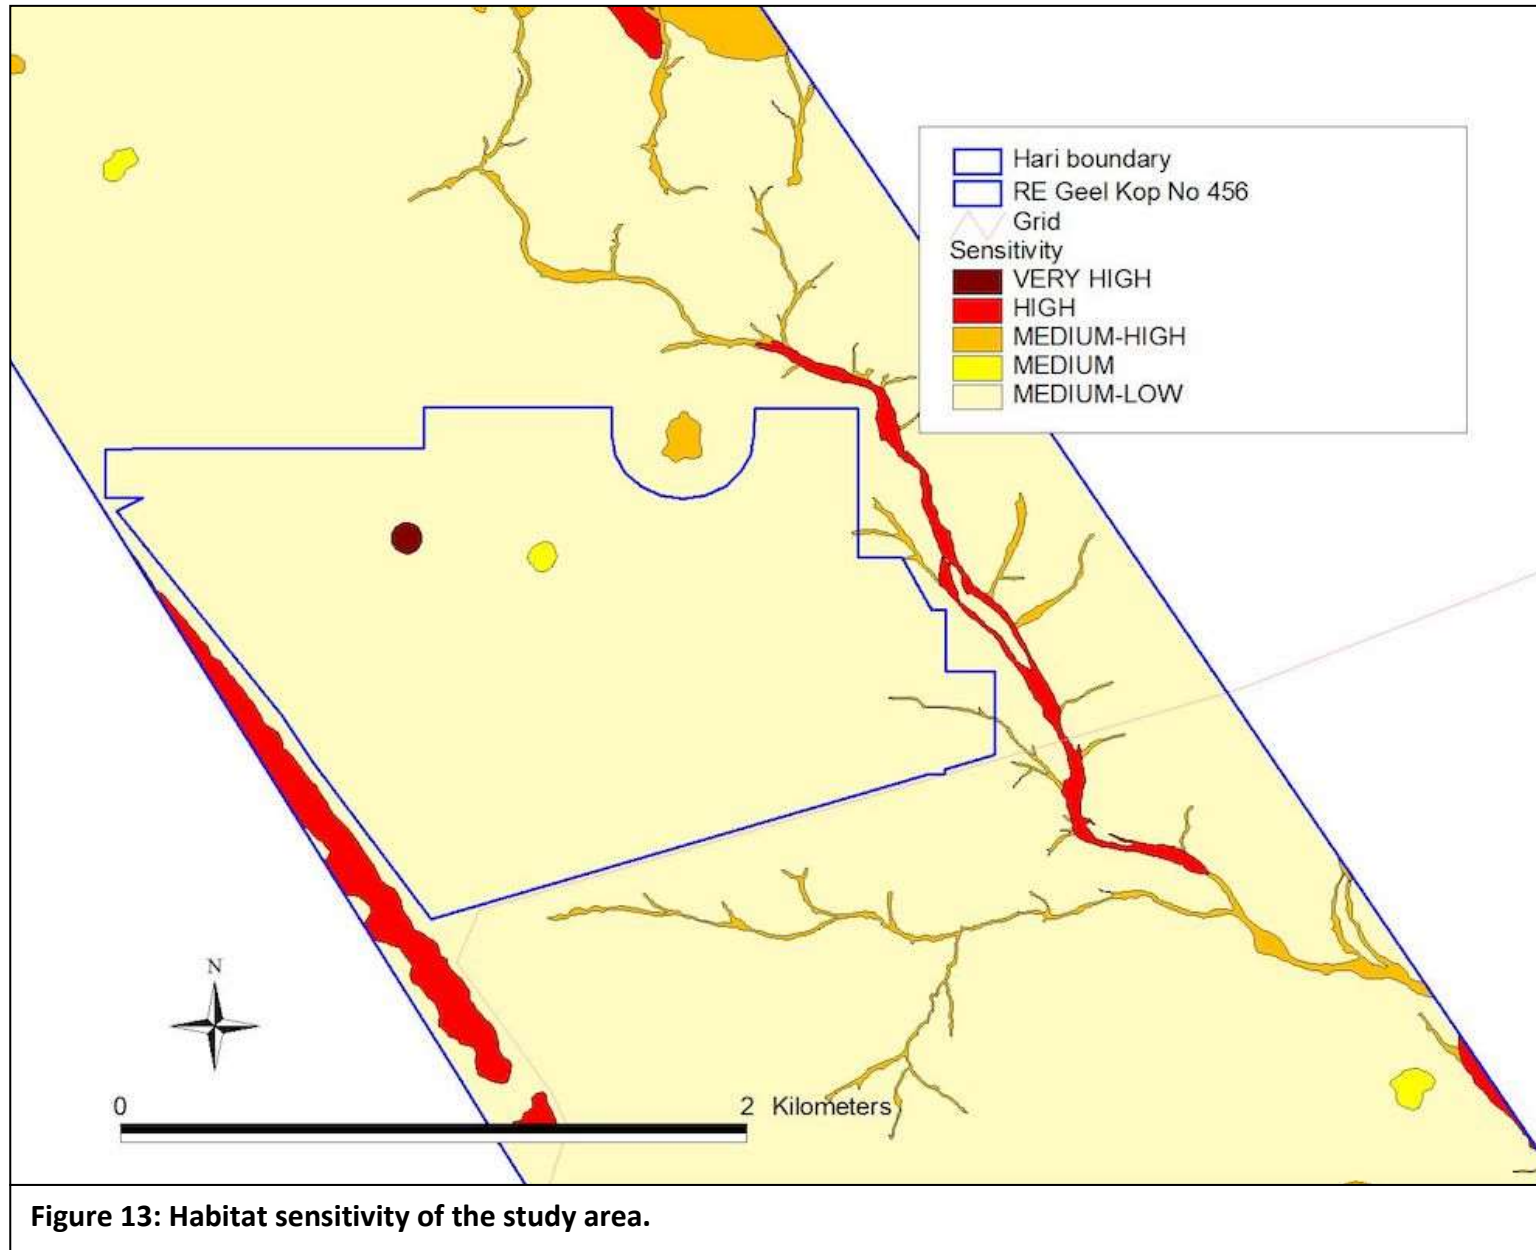 Hari boundary
RE Geel Kop No 456
Grid
Sensitivity
VERY HIGH
HIGH
MEDIUM-HIGH
MEDIUM
MEDIUM-LOW
N
0 2 Kilometers
Figure 13: Habitat sensitivity of the study area.